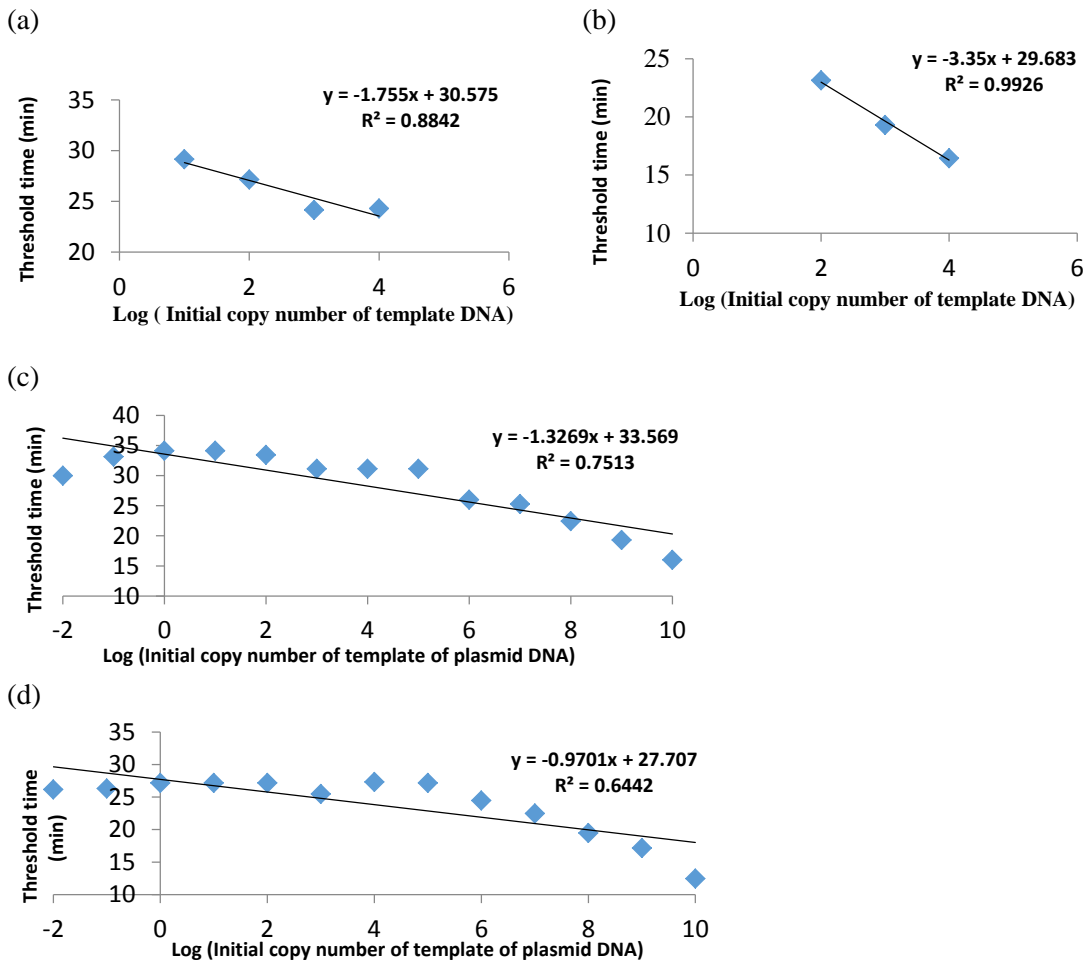 (a)
y = -1.755x + 30.575
R² = 0.8842
35
30
25
20
Threshold time (min)
0 2 4 6
Log ( Initial copy number of template DNA)
(b)
y = -3.35x + 29.683
R² = 0.9926
25
20
15
10
Threshold time (min)
0 2 4 6
Log (Initial copy number of template DNA)
(c)
y = -1.3269x + 33.569
R² = 0.7513
40
35
30
25
20
15
10
Threshold time (min)
-2 0 2 4 6 8 10
Log (Initial copy number of template of plasmid DNA)
(d)
y = -0.9701x + 27.707
R² = 0.6442
35
30
25
20
15
10
Threshold time
(min)
-2 0 2 4 6 8 10
Log (Initial copy number of template of plasmid DNA)